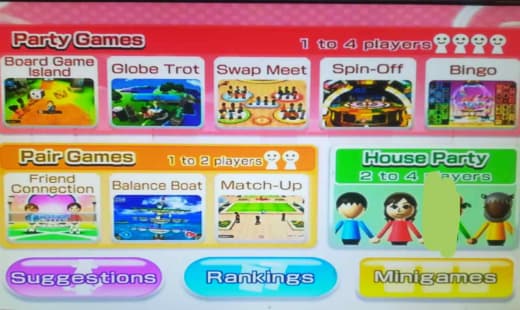 Party Games
1 to 4 players
Board Game Island
Globe Trot
Swap Meet
Spin-Off
Bingo
Pair Games
1 to 2 players
Friend Connection
Balance Boat
Match-Up
House Party
2 to 4
Suggestions
Rankings
Minigames